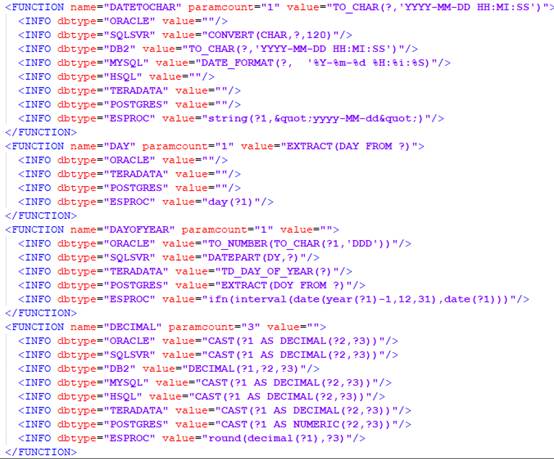 <FUNCTION name="DATETOCHAR" paramcount="1" value="TO_CHAR(?,'YYYY-MM-DD HH:MI:SS')">
<INFO dbtype="ORACLE" value=""/>
<INFO dbtype="SQLSVR" value="CONVERT(CHAR,?,120)"/>
<INFO dbtype="DB2" value="TO_CHAR(?,'YYYY-MM-DD HH:MI:SS')"/>
<INFO dbtype="MYSQL" value="DATE_FORMAT(?,  '%Y-%m-%d %H:%i:%S)"/>
<INFO dbtype="HSQL" value=""/>
<INFO dbtype="TERADATA" value=""/>
<INFO dbtype="POSTGRES" value=""/>
<INFO dbtype="ESPROC" value="string(?1,&quot;yyyy-MM-dd&quot;)"/>
</FUNCTION>
<FUNCTION name="DAY" paramcount="1" value="EXTRACT(DAY FROM ?)">
<INFO dbtype="ORACLE" value=""/>
<INFO dbtype="TERADATA" value=""/>
<INFO dbtype="POSTGRES" value=""/>
<INFO dbtype="ESPROC" value="day(?1)"/>
</FUNCTION>
<FUNCTION name="DAYOFYEAR" paramcount="1" value="">
<INFO dbtype="ORACLE" value="TO_NUMBER(TO_CHAR(?1,'DDD'))"/>
<INFO dbtype="SQLSVR" value="DATEPART(DY,?)"/>
<INFO dbtype="TERADATA" value="TD_DAY_OF_YEAR(?)"/>
<INFO dbtype="POSTGRES" value="EXTRACT(DOY FROM ?)"/>
<INFO dbtype="ESPROC" value="ifn(interval(date(year(?1)-1,12,31),date(?1)))"/>
</FUNCTION>
<FUNCTION name="DECIMAL" paramcount="3" value="">
<INFO dbtype="ORACLE" value="CAST(?1 AS DECIMAL(?2,?3))"/>
<INFO dbtype="SQLSVR" value="CAST(?1 AS DECIMAL(?2,?3))"/>
<INFO dbtype="DB2" value="DECIMAL(?1,?2,?3)"/>
<INFO dbtype="MYSQL" value="CAST(?1 AS DECIMAL(?2,?3))"/>
<INFO dbtype="HSQL" value="CAST(?1 AS DECIMAL(?2,?3))"/>
<INFO dbtype="TERADATA" value="CAST(?1 AS DECIMAL(?2,?3))"/>
<INFO dbtype="POSTGRES" value="CAST(?1 AS NUMERIC(?2,?3))"/>
<INFO dbtype="ESPROC" value="round(decimal(?1),?3)"/>
</FUNCTION>